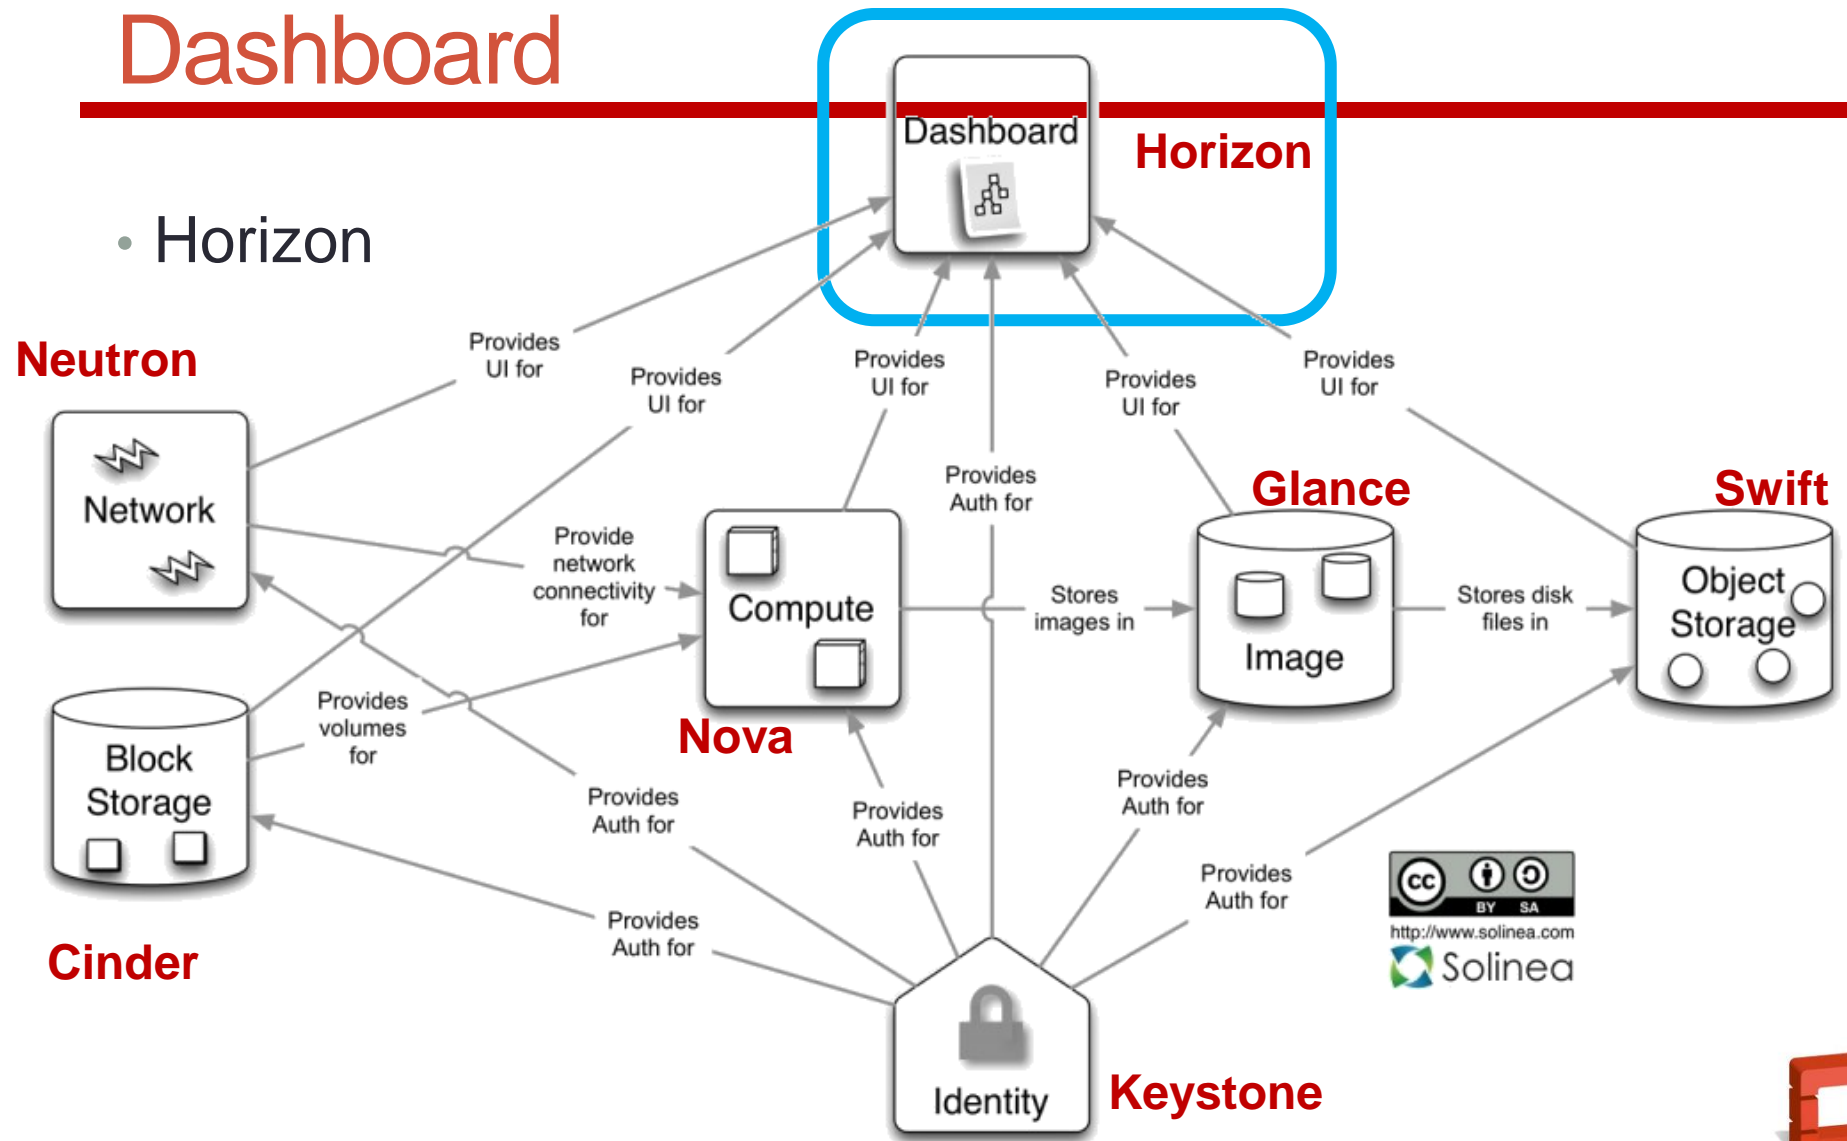 Dashboard
Dashboard
Horizon
• Horizon
Provides
UI for
Provides
UI for
Provides
UI for
Provides
UI for
Provides
UI for
Neutron
Network
Provides
Auth for
Glance
Swift
Provide
network
connectivity
for
Compute
Stores
images in
Image
Stores disk
files in
Object
Storage
Nova
Provides
volumes
for
Block
Storage
Cinder
Provides
Auth for
Provides
Auth for
Provides
Auth for
Provides
Auth for
Provides
Auth for
cc
BY SA
http://www.solinea.com
Solinea
Identity
Keystone